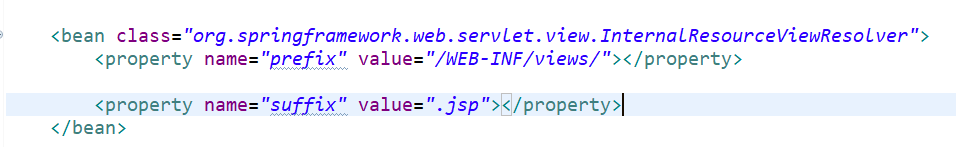 <bean class="org.springframework.web.servlet.view.InternalResourceViewResolver">
<property name="prefix" value="/WEB-INF/views/"></property>
<property name="suffix" value=".jsp"></property>
</bean>